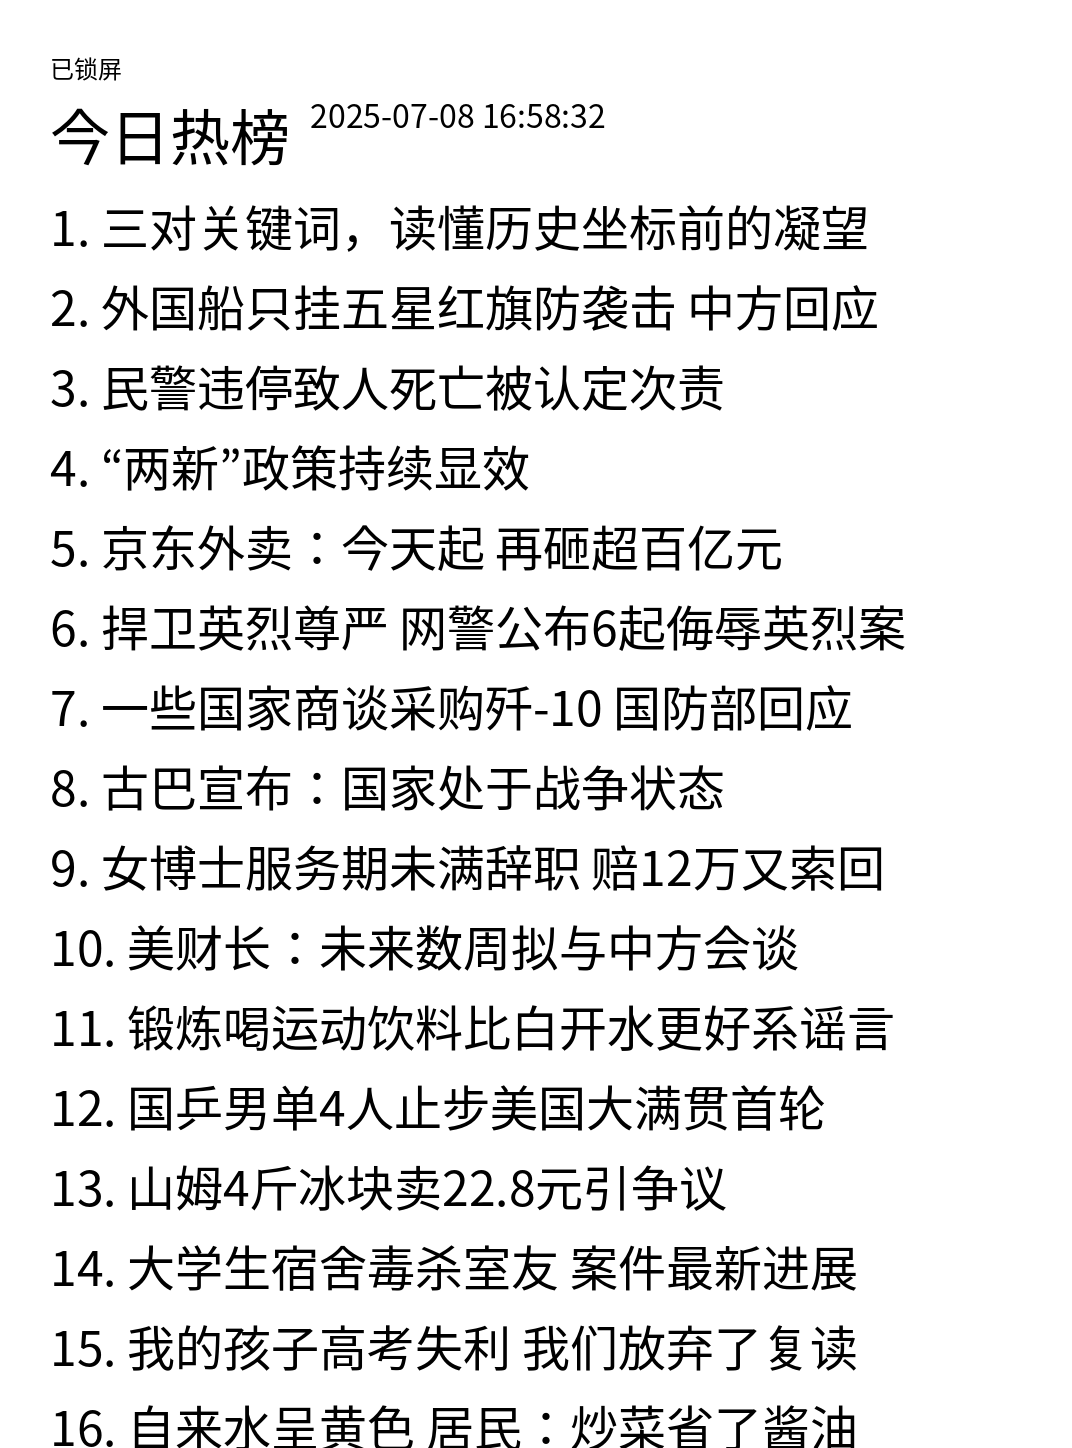 已锁屏
今日热榜 2025-07-08 16:58:32
1. 三对关键词，读懂历史坐标前的凝望
2. 外国船只挂五星红旗防袭击 中方回应
3. 民警违停致人死亡被认定次责
4. “两新”政策持续显效
5. 京东外卖：今天起 再砸超百亿元
6. 捍卫英烈尊严 网警公布6起侮辱英烈案
7. 一些国家商谈采购歼-10 国防部回应
8. 古巴宣布：国家处于战争状态
9. 女博士服务期未满辞职 赔12万又索回
10. 美财长：未来数周拟与中方会谈
11. 锻炼喝运动饮料比白开水更好系谣言
12. 国乒男单4人止步美国大满贯首轮
13. 山姆4斤冰块卖22.8元引争议
14. 大学生宿舍毒杀室友 案件最新进展
15. 我的孩子高考失利 我们放弃了复读
16. 自来水呈黄色 居民：炒菜省了酱油